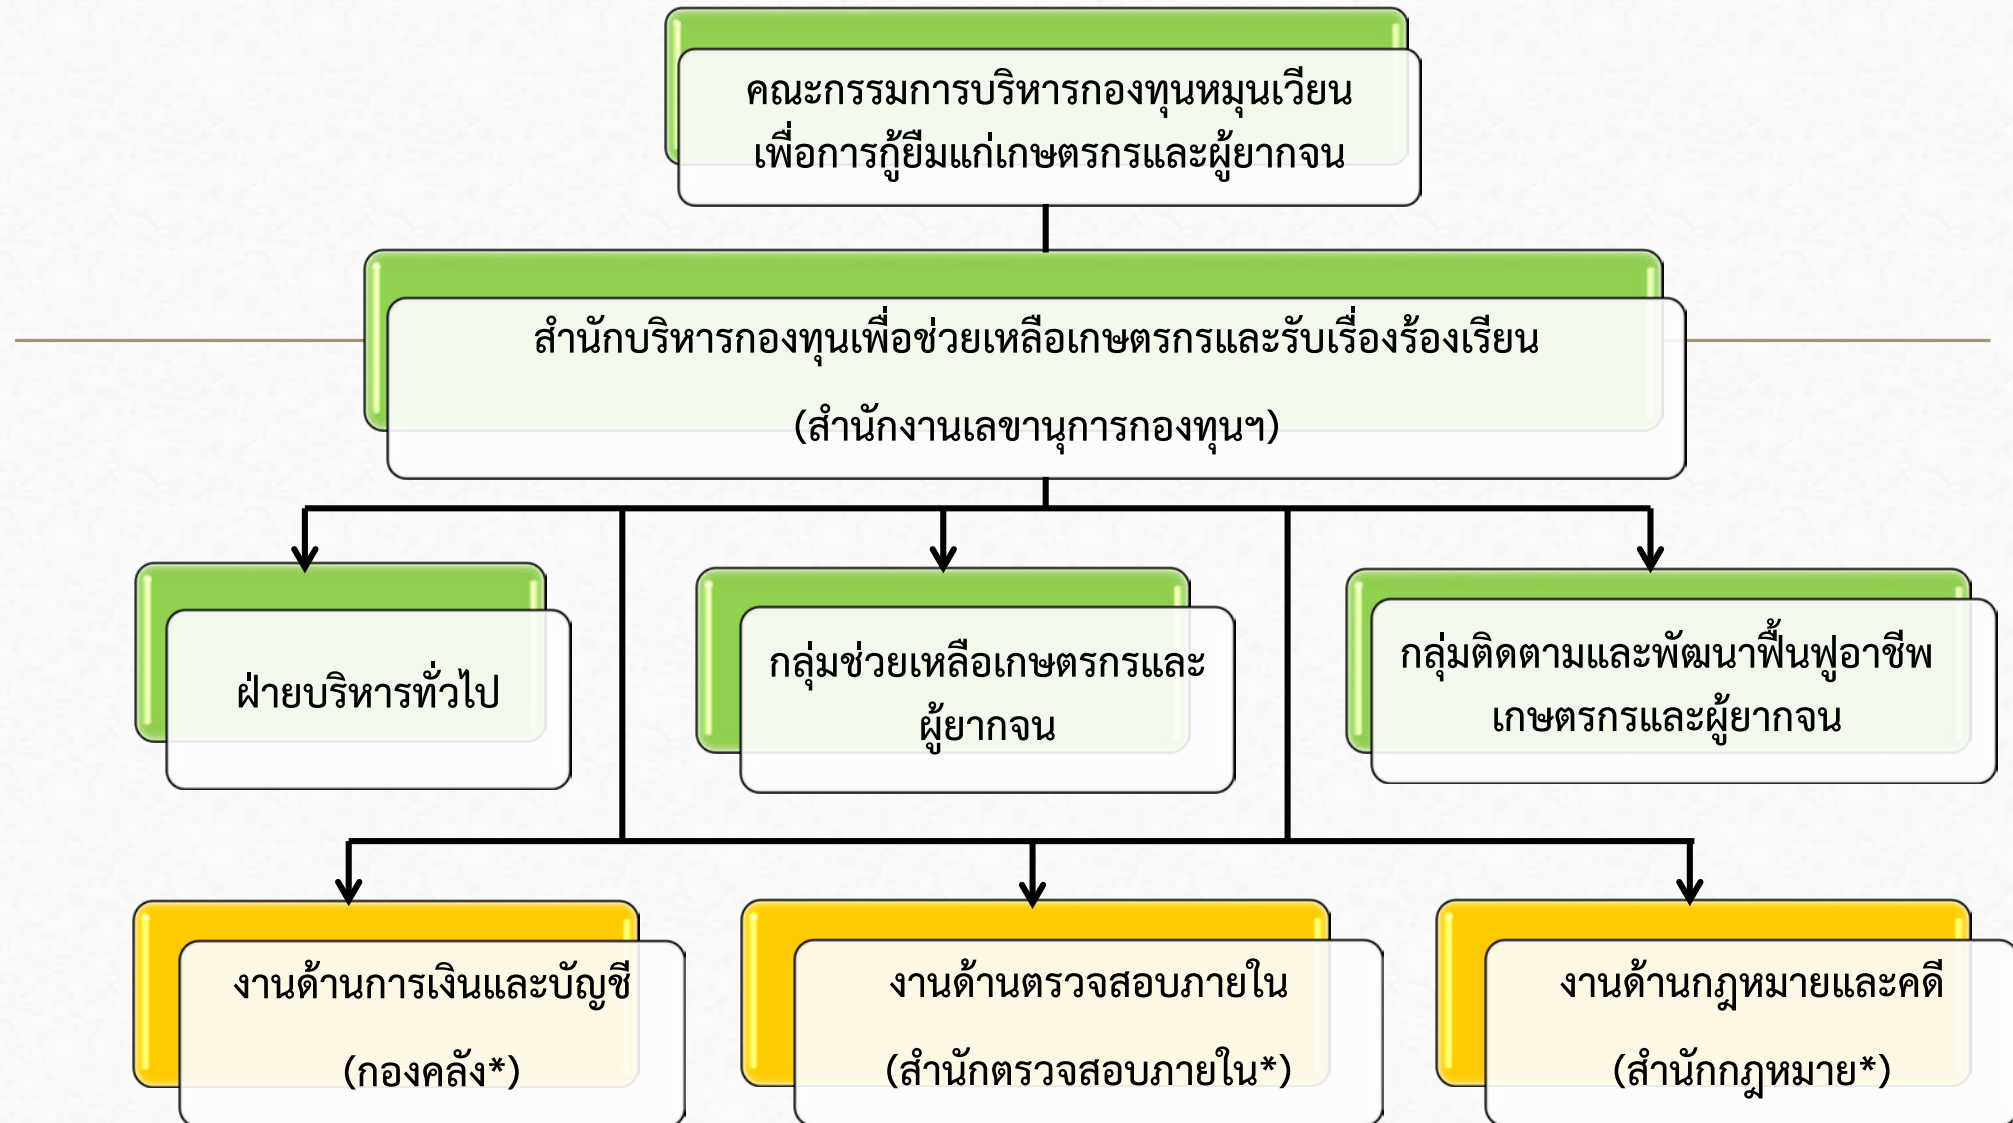 คณะกรรมการบริหารกองทุนหมุนเวียน
เพื่อการกู้ยืมแก่เกษตรกรและผู้ยากจน
สำนักบริหารกองทุนเพื่อช่วยเหลือเกษตรกรและรับเรื่องร้องเรียน
(สำนักงานเลขานุการกองทุนฯ)
ฝ่ายบริหารทั่วไป
กลุ่มช่วยเหลือเกษตรกรและ
ผู้ยากจน
กลุ่มติดตามและพัฒนาฟื้นฟูอาชีพ
เกษตรกรและผู้ยากจน
งานด้านการเงินและบัญชี
(กองคลัง*)
งานด้านตรวจสอบภายใน
(สำนักตรวจสอบภายใน*)
งานด้านกฎหมายและคดี
(สำนักกฎหมาย*)